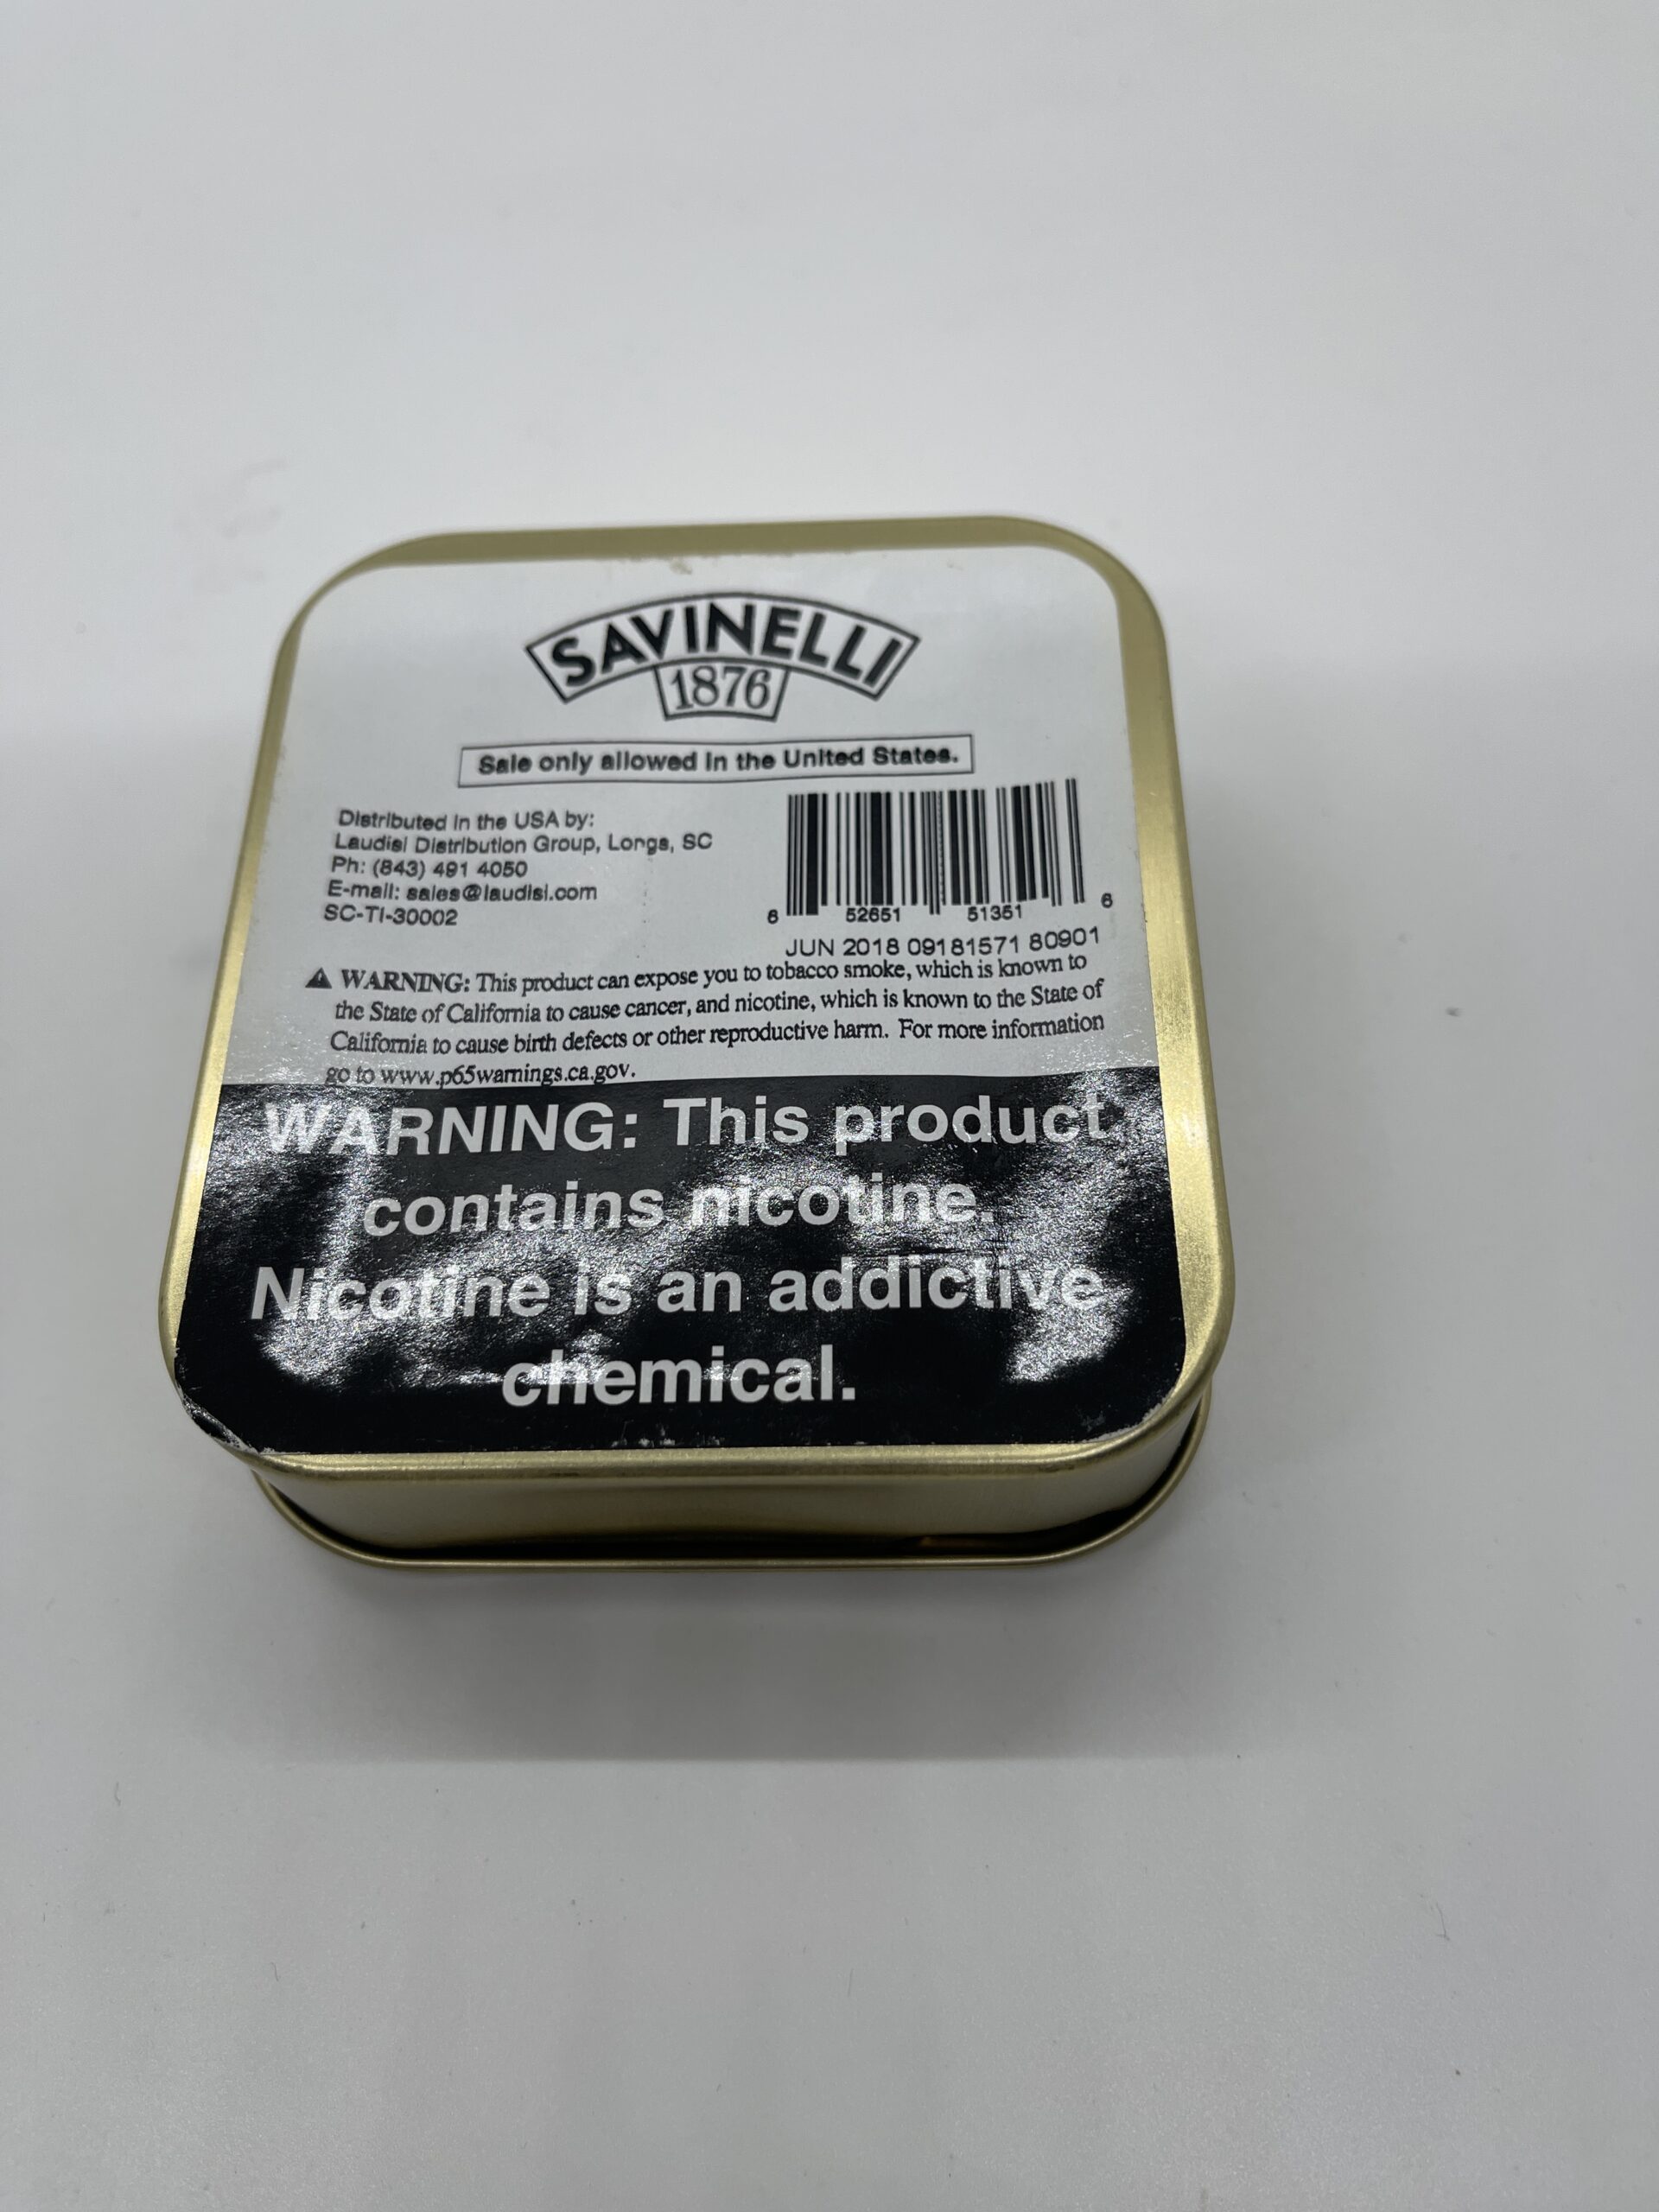 SAVINELLI
1876
Sale only allowed in the United States.
Distributed in the USA by:
Laudisi Distribution Group, Longs, SC
Ph: (843) 491 4050
E-mail: sales@laudisi.com
SC-TI-30002
6 52651 51351 6
JUN 2018 09181571 80901
WARNING: This product can expose you to tobacco smoke, which is known to
the State of California to cause cancer, and nicotine, which is known to the State of
California to cause birth defects or other reproductive harm. For more information
go to www.p65warnings.ca.gov.
WARNING: This product
contains nicotine.
Nicotine is an addictive
chemical.